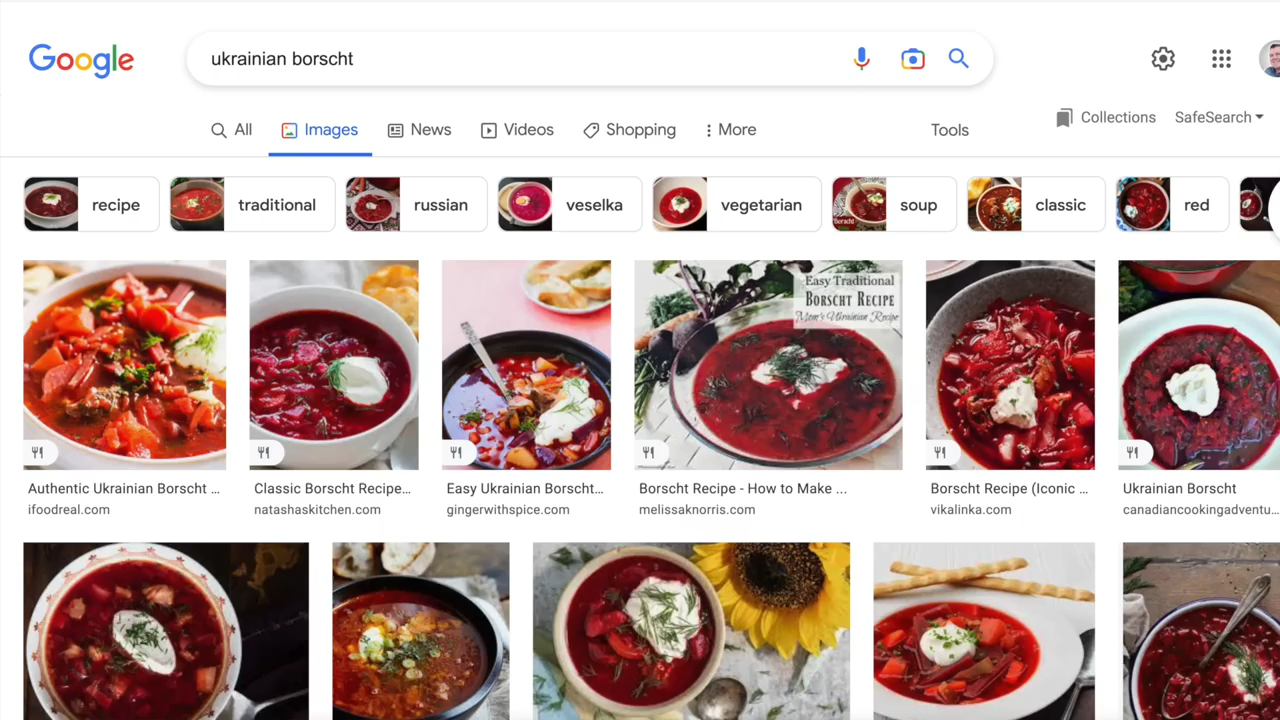 Google
ukrainian borscht
All
Images
News
Videos
Shopping
More
Tools
Collections
SafeSearch
recipe
traditional
russian
veselka
vegetarian
soup
classic
red
Borscht
Easy Traditional
BORSCHT RECIPE
Mom's Ukrainian Recipe
Authentic Ukrainian Borscht ...
ifoodreal.com
Classic Borscht Recipe...
natashaskitchen.com
Easy Ukrainian Borscht...
gingerwithspice.com
Borscht Recipe - How to Make ...
melissaknorris.com
Borscht Recipe (Iconic ...
vikalinka.com
Ukrainian Borscht
canadiancookingadventu...